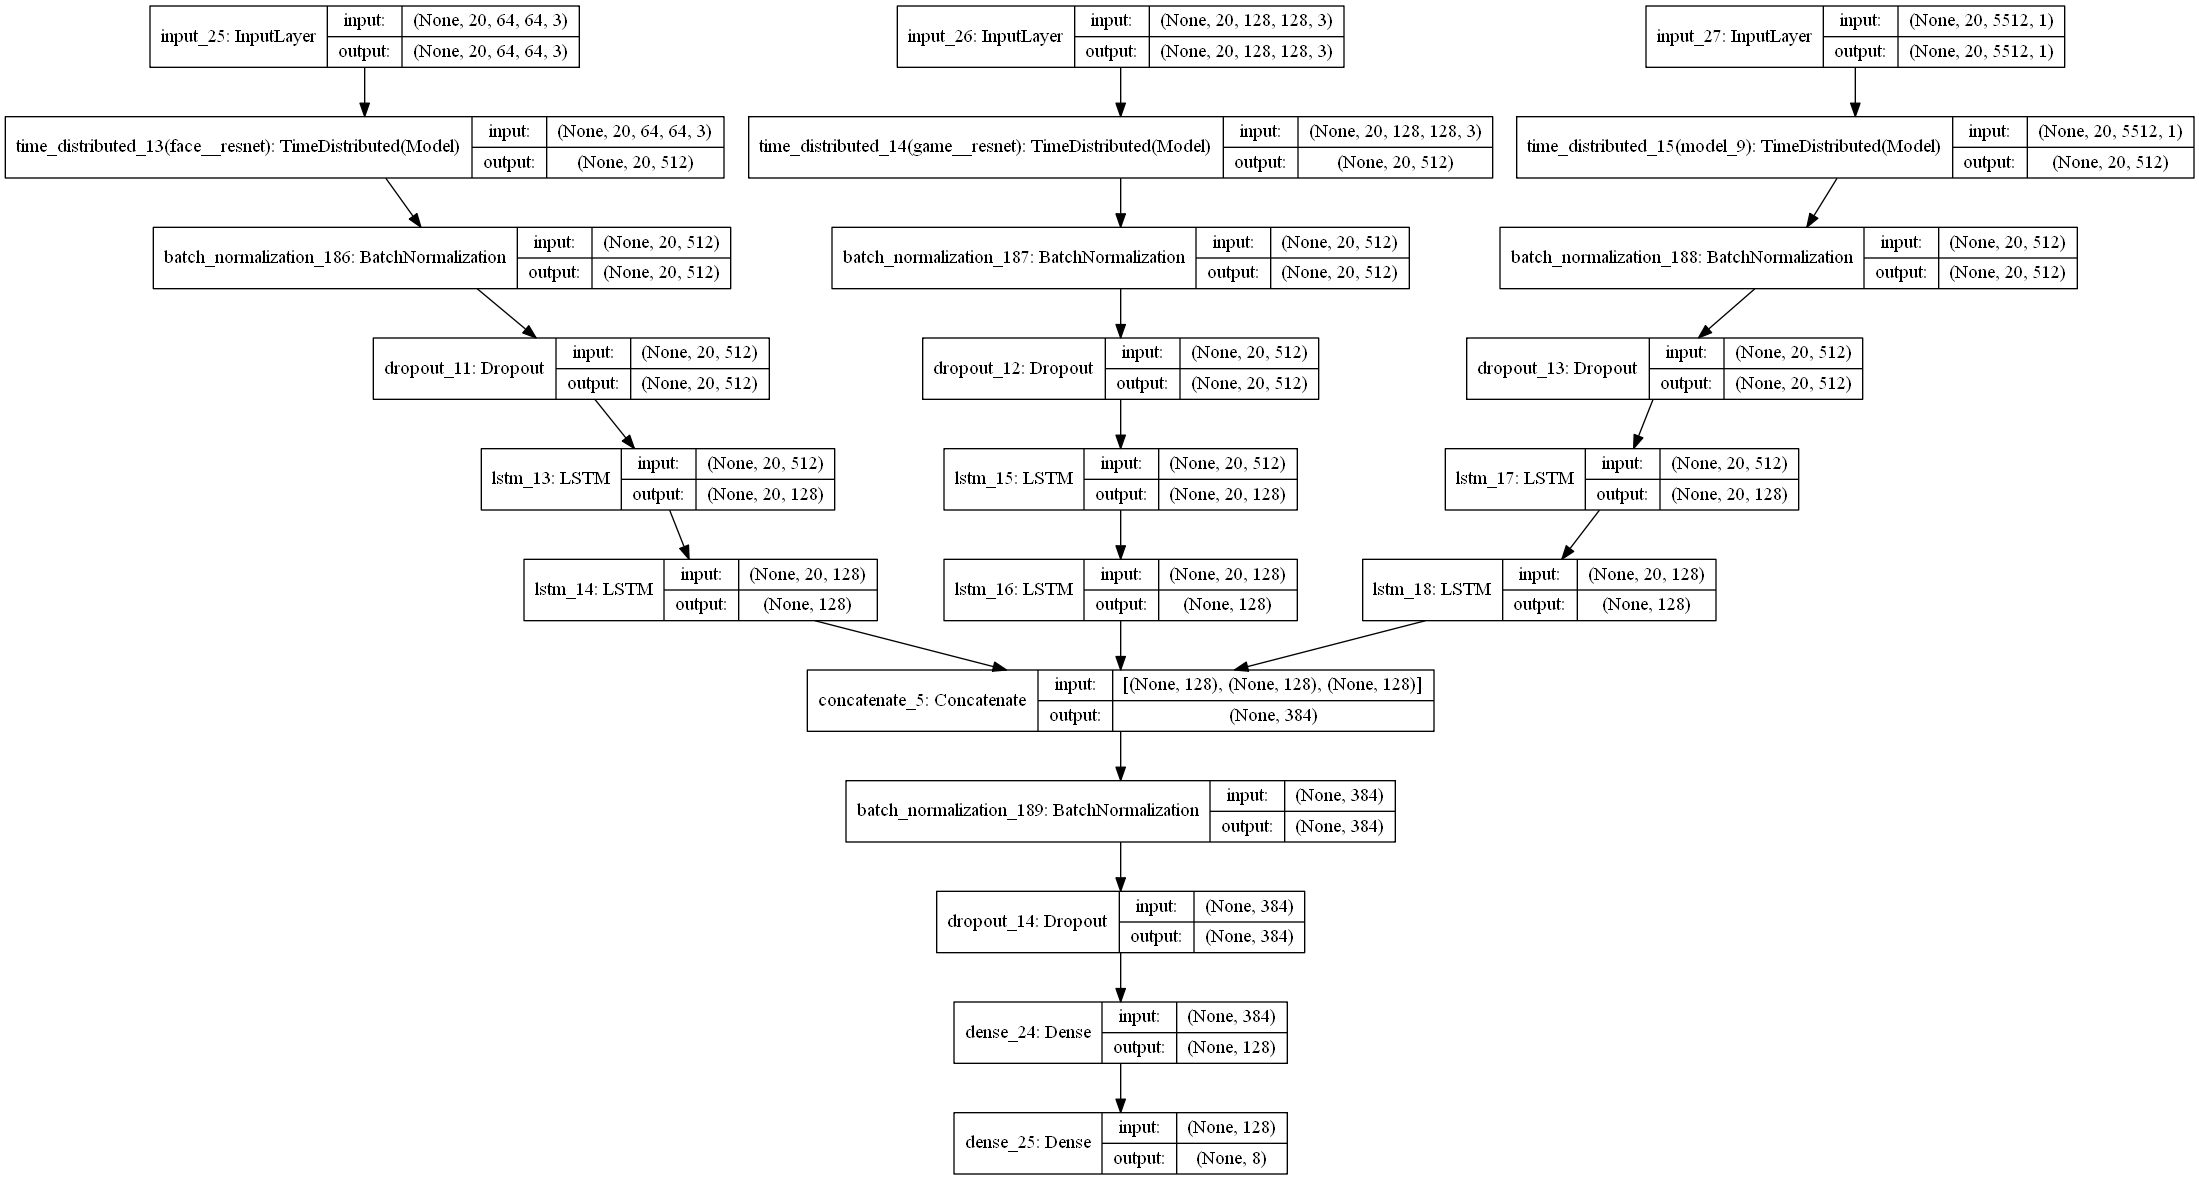 input_25: InputLayer
input: (None, 20, 64, 64, 3)
output: (None, 20, 64, 64, 3)
input_26: InputLayer
input: (None, 20, 128, 128, 3)
output: (None, 20, 128, 128, 3)
input_27: InputLayer
input: (None, 20, 5512, 1)
output: (None, 20, 5512, 1)
time_distributed_13(face__resnet): TimeDistributed(Model)
input: (None, 20, 64, 64, 3)
output: (None, 20, 512)
time_distributed_14(game__resnet): TimeDistributed(Model)
input: (None, 20, 128, 128, 3)
output: (None, 20, 512)
time_distributed_15(model_9): TimeDistributed(Model)
input: (None, 20, 5512, 1)
output: (None, 20, 512)
batch_normalization_186: BatchNormalization
input: (None, 20, 512)
output: (None, 20, 512)
batch_normalization_187: BatchNormalization
input: (None, 20, 512)
output: (None, 20, 512)
batch_normalization_188: BatchNormalization
input: (None, 20, 512)
output: (None, 20, 512)
dropout_11: Dropout
input: (None, 20, 512)
output: (None, 20, 512)
dropout_12: Dropout
input: (None, 20, 512)
output: (None, 20, 512)
dropout_13: Dropout
input: (None, 20, 512)
output: (None, 20, 512)
lstm_13: LSTM
input: (None, 20, 512)
output: (None, 20, 128)
lstm_15: LSTM
input: (None, 20, 512)
output: (None, 20, 128)
lstm_17: LSTM
input: (None, 20, 512)
output: (None, 20, 128)
lstm_14: LSTM
input: (None, 20, 128)
output: (None, 128)
lstm_16: LSTM
input: (None, 20, 128)
output: (None, 128)
lstm_18: LSTM
input: (None, 20, 128)
output: (None, 128)
concatenate_5: Concatenate
input: [(None, 128), (None, 128), (None, 128)]
output: (None, 384)
batch_normalization_189: BatchNormalization
input: (None, 384)
output: (None, 384)
dropout_14: Dropout
input: (None, 384)
output: (None, 384)
dense_24: Dense
input: (None, 384)
output: (None, 128)
dense_25: Dense
input: (None, 128)
output: (None, 8)